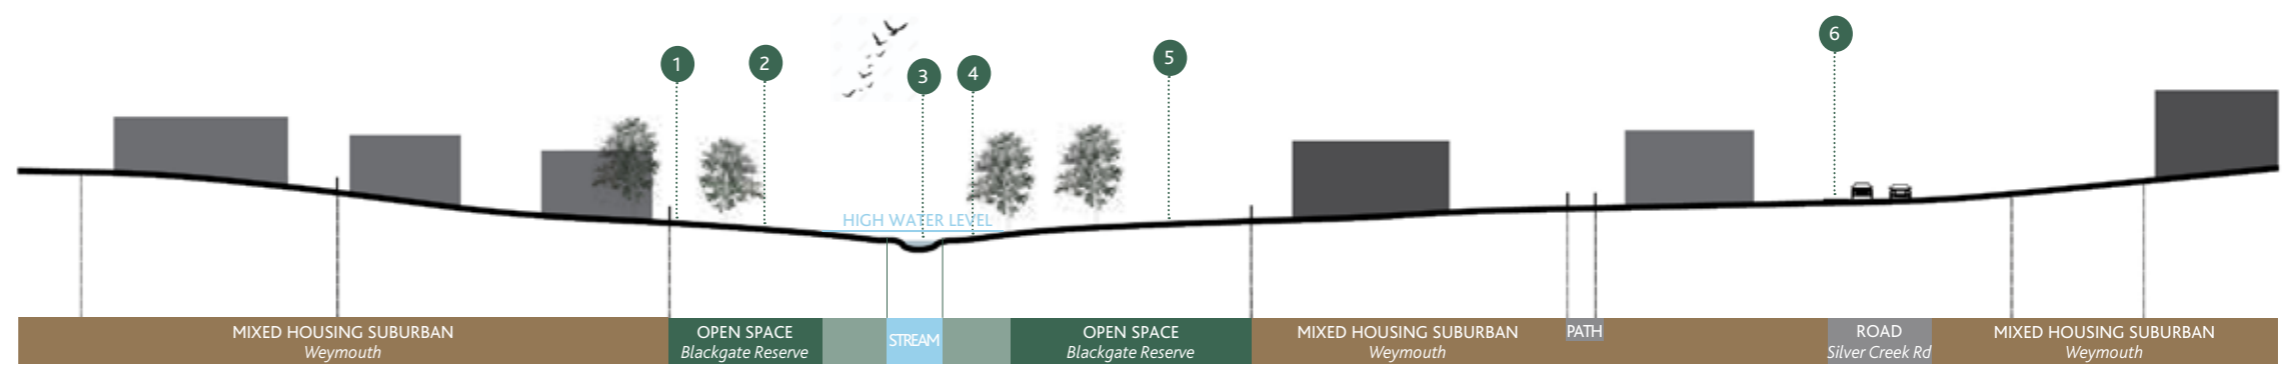 1
2
3
4
5
6
HIGH WATER LEVEL
MIXED HOUSING SUBURBAN
Weymouth
OPEN SPACE
Blackgate Reserve
STREAM
OPEN SPACE
Blackgate Reserve
MIXED HOUSING SUBURBAN
Weymouth
PATH
ROAD
Silver Creek Rd
MIXED HOUSING SUBURBAN
Weymouth